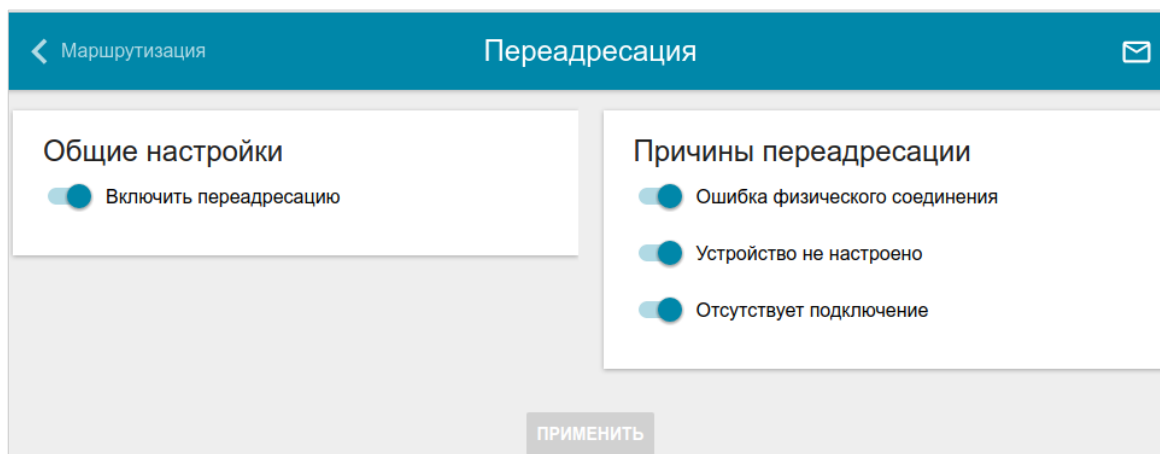 Маршрутизация
Переадресация
Общие настройки
Включить переадресацию
Причины переадресации
Ошибка физического соединения
Устройство не настроено
Отсутствует подключение
ПРИМЕНИТЬ